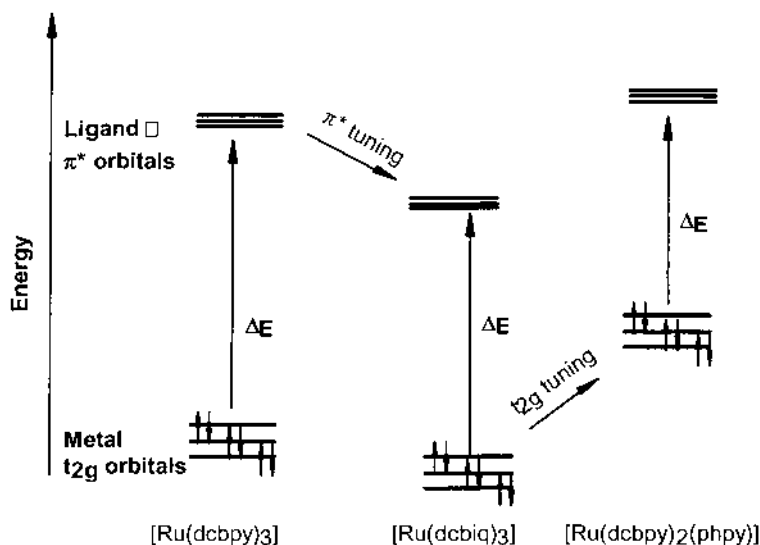 Ligand □
π* orbitals
π* tuning
Energy
ΔE
ΔE
ΔE
t2g tuning
Metal
t2g orbitals
[Ru(dcbpy)3]
[Ru(dcbiq)3]
[Ru(dcbpy)2(phpy)]